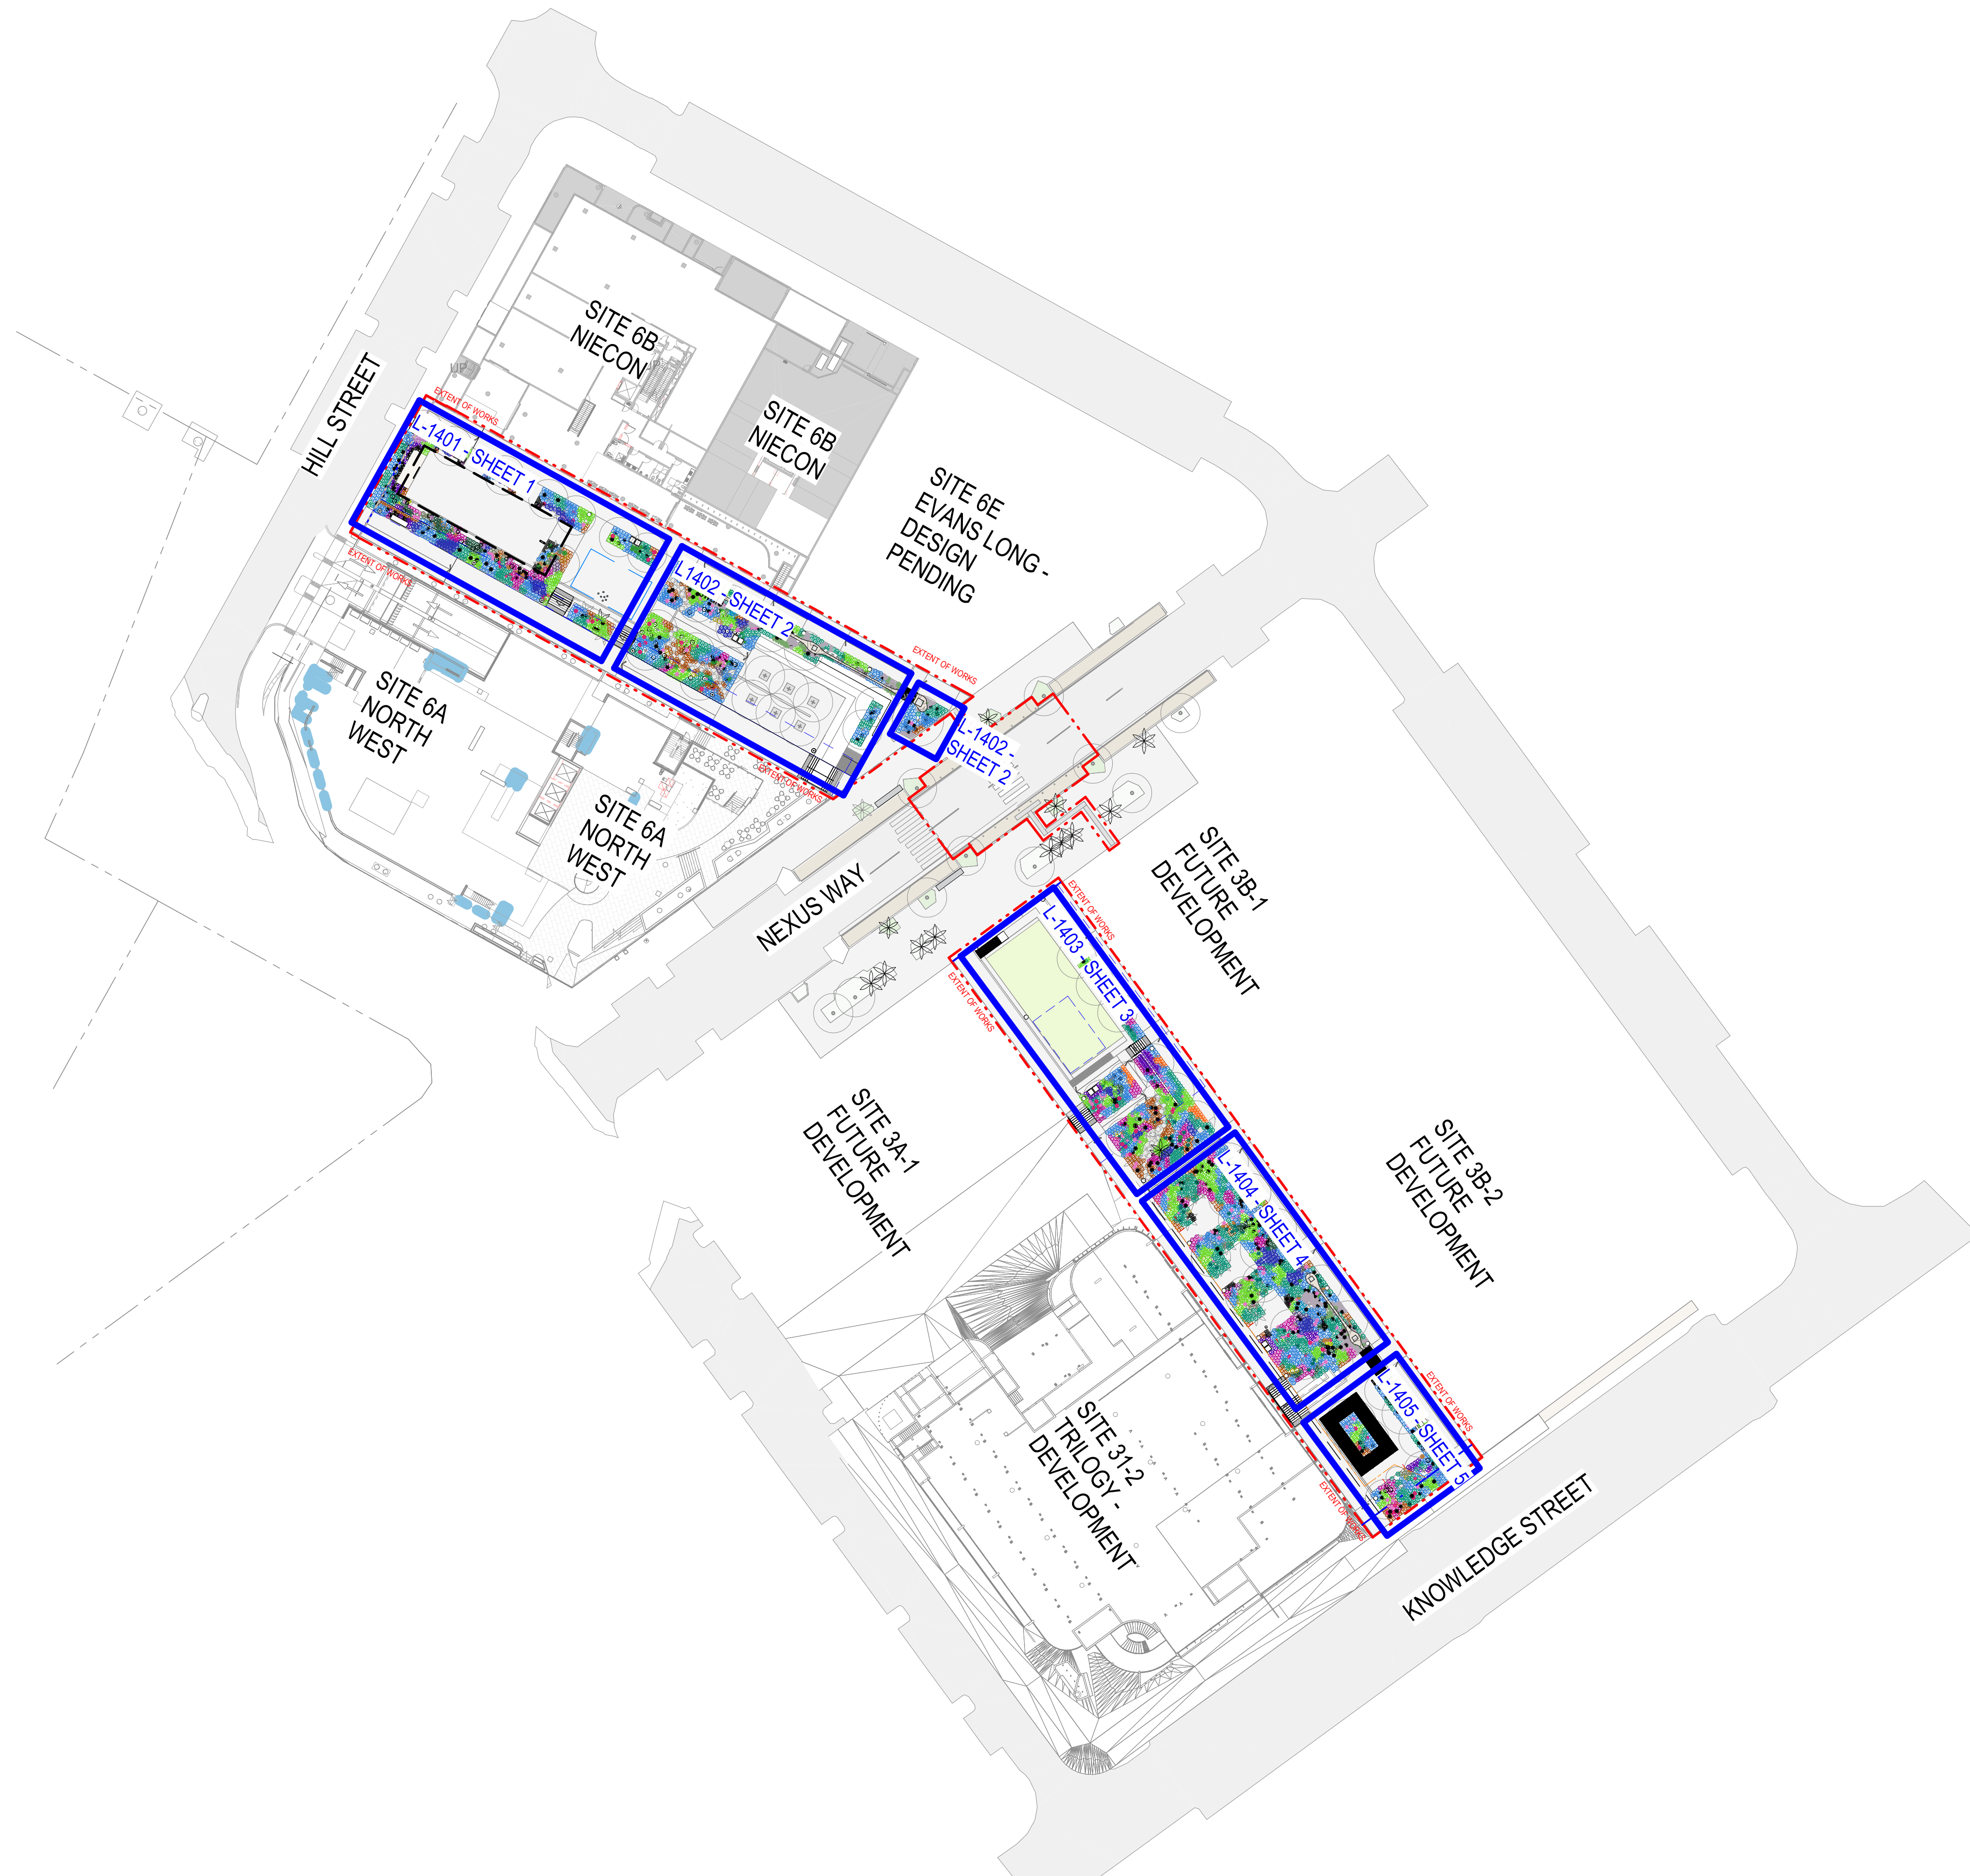 SITE 6B
NIECON
HILL STREET
UP
EXTENT OF WORKS
L-1401 - SHEET 1
EXTENT OF WORKS
SITE 6B
NIECON
SITE 6E
EVANS LONG -
DESIGN
PENDING
L1402 - SHEET 2
EXTENT OF WORKS
SITE 6A
NORTH
WEST
L-1402 -
SHEET 2
EXTENT OF WORKS
SITE 6A
NORTH
WEST
NEXUS WAY
SITE 3B-1
FUTURE
DEVELOPMENT
EXTENT OF WORKS
L-1403 - SHEET 3
EXTENT OF WORKS
SITE 3A-1
FUTURE
DEVELOPMENT
SITE 3B-2
FUTURE
DEVELOPMENT
L-1404 - SHEET 4
EXTENT OF WORKS
L-1405 - SHEET 5
SITE 31-2
TRILOGY -
DEVELOPMENT
EXTENT OF WORKS
KNOWLEDGE STREET